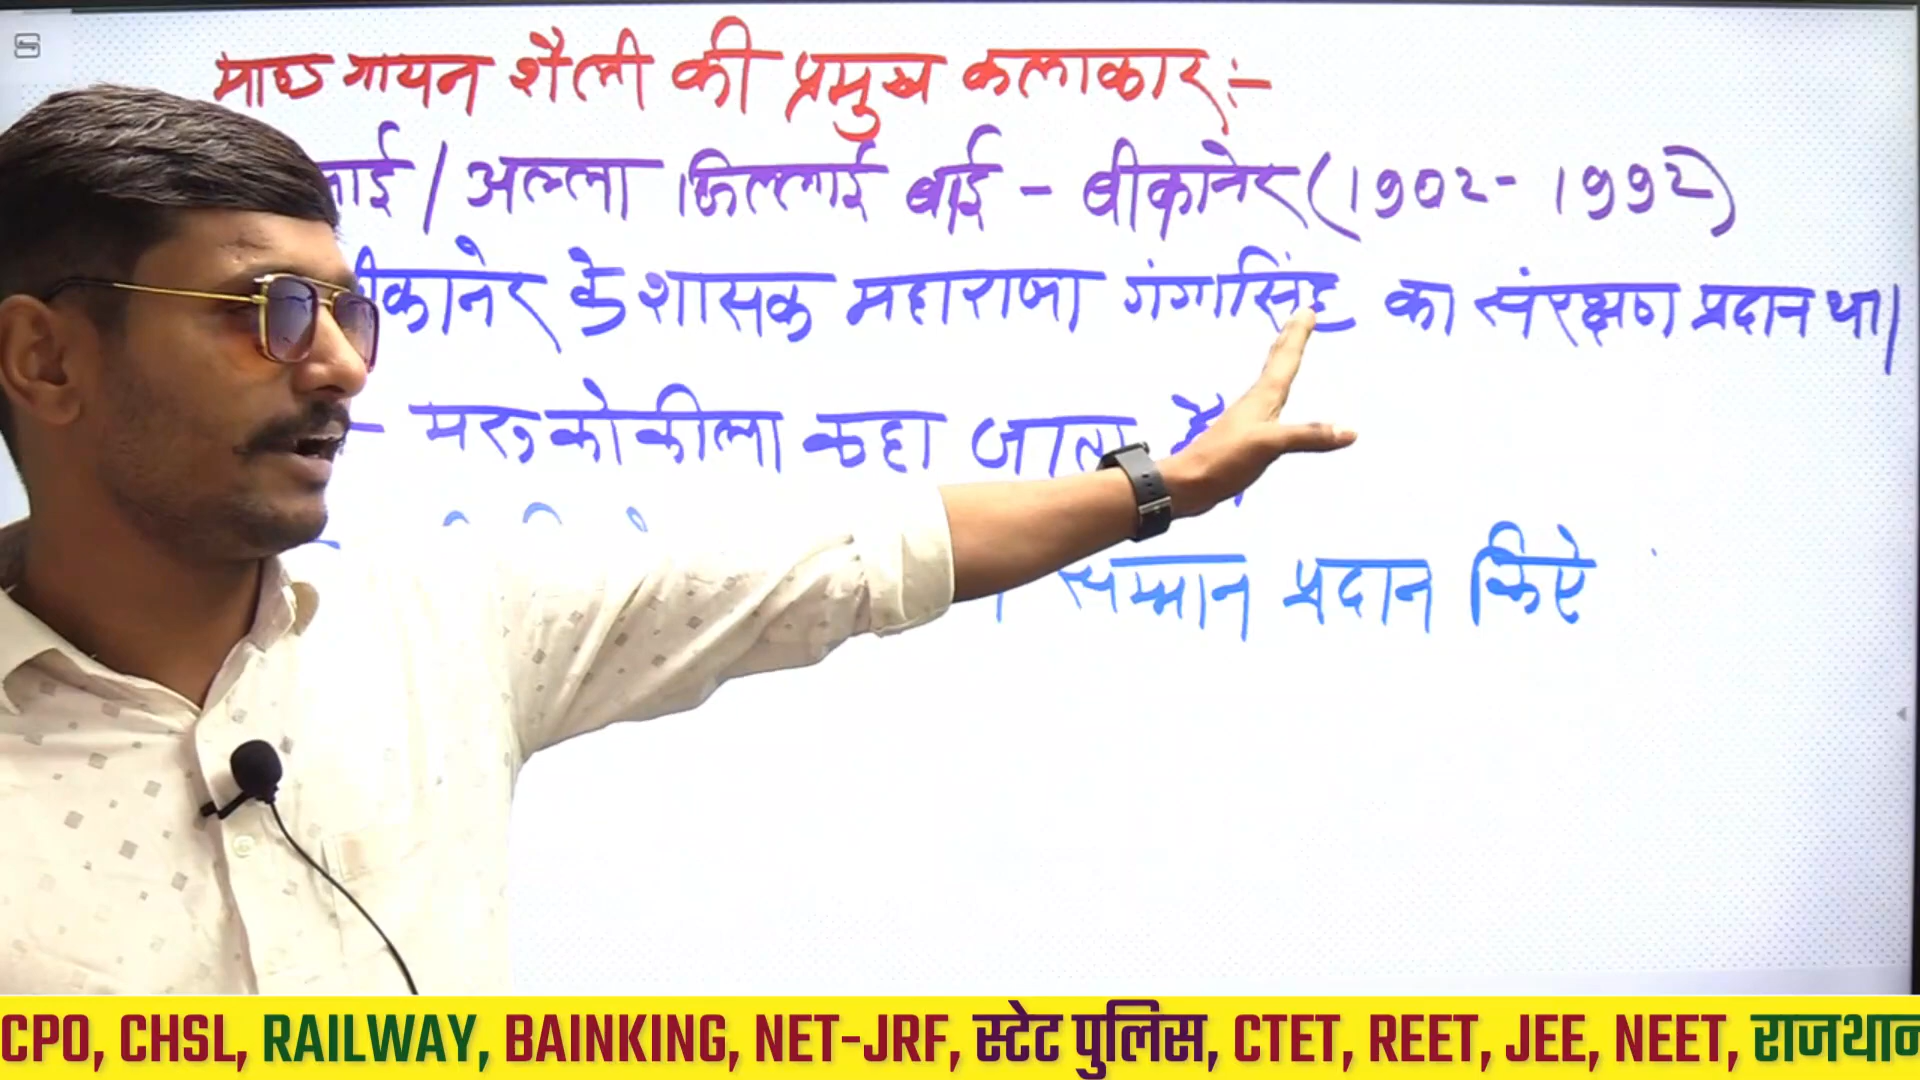 माण्ड गायन शैली की प्रमुख कलाकार :-
/ अल्ला जिल्लाई बाई - बीकानेर (1902 - 1992)
बीकानेर के शासक महाराजा गंगासिंह का संरक्षण प्रदान था।
- मरु कोकीला कहा जाता है
सम्मान प्रदान किऐ
CPO, CHSL, RAILWAY, BAINKING, NET-JRF, स्टेट पुलिस, CTET, REET, JEE, NEET, राजथान